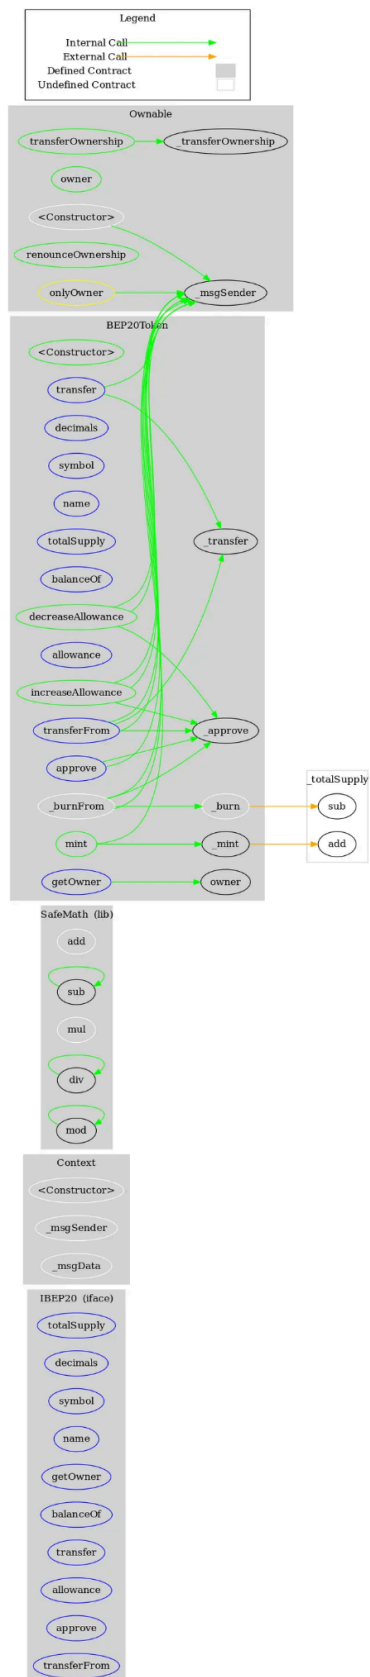 Legend
Internal Call
External Call
Defined Contract
Undefined Contract
Ownable
transferOwnership
_transferOwnership
owner
<Constructor>
renounceOwnership
onlyOwner
_msgSender
BEP20Token
<Constructor>
transfer
decimals
symbol
name
totalSupply
_transfer
balanceOf
decreaseAllowance
allowance
increaseAllowance
transferFrom
_approve
approve
_totalSupply
_burnFrom
_burn
sub
mint
_mint
add
getOwner
owner
SafeMath (lib)
add
sub
mul
div
mod
Context
<Constructor>
_msgSender
_msgData
IBEP20 (iface)
totalSupply
decimals
symbol
name
getOwner
balanceOf
transfer
allowance
approve
transferFrom